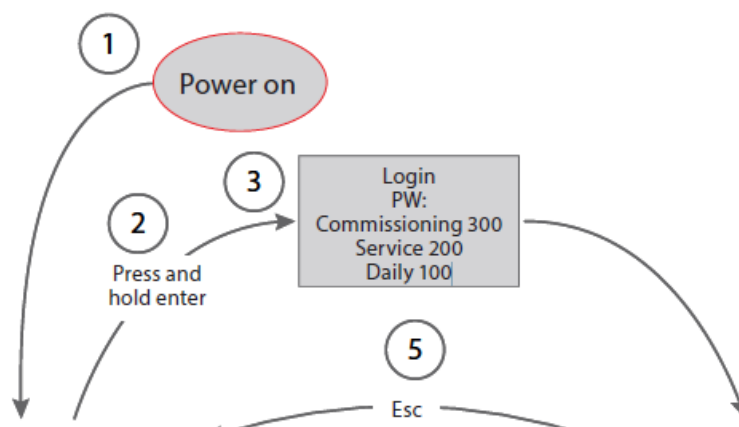 1
Power on
3
Login
PW:
Commissioning 300
Service 200
Daily 100
2
Press and
hold enter
5
Esc